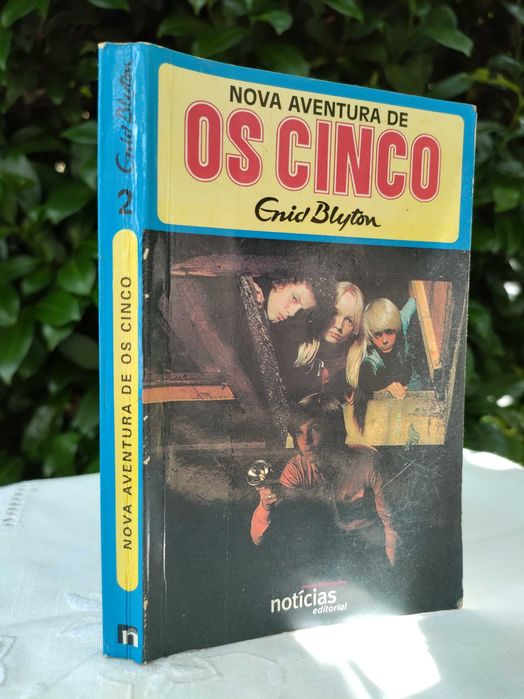 NOVA AVENTURA DE
OS CINCO
Enid Blyton
notícias
editorial
Enid Blyton
2
NOVA AVENTURA DE OS CINCO
n